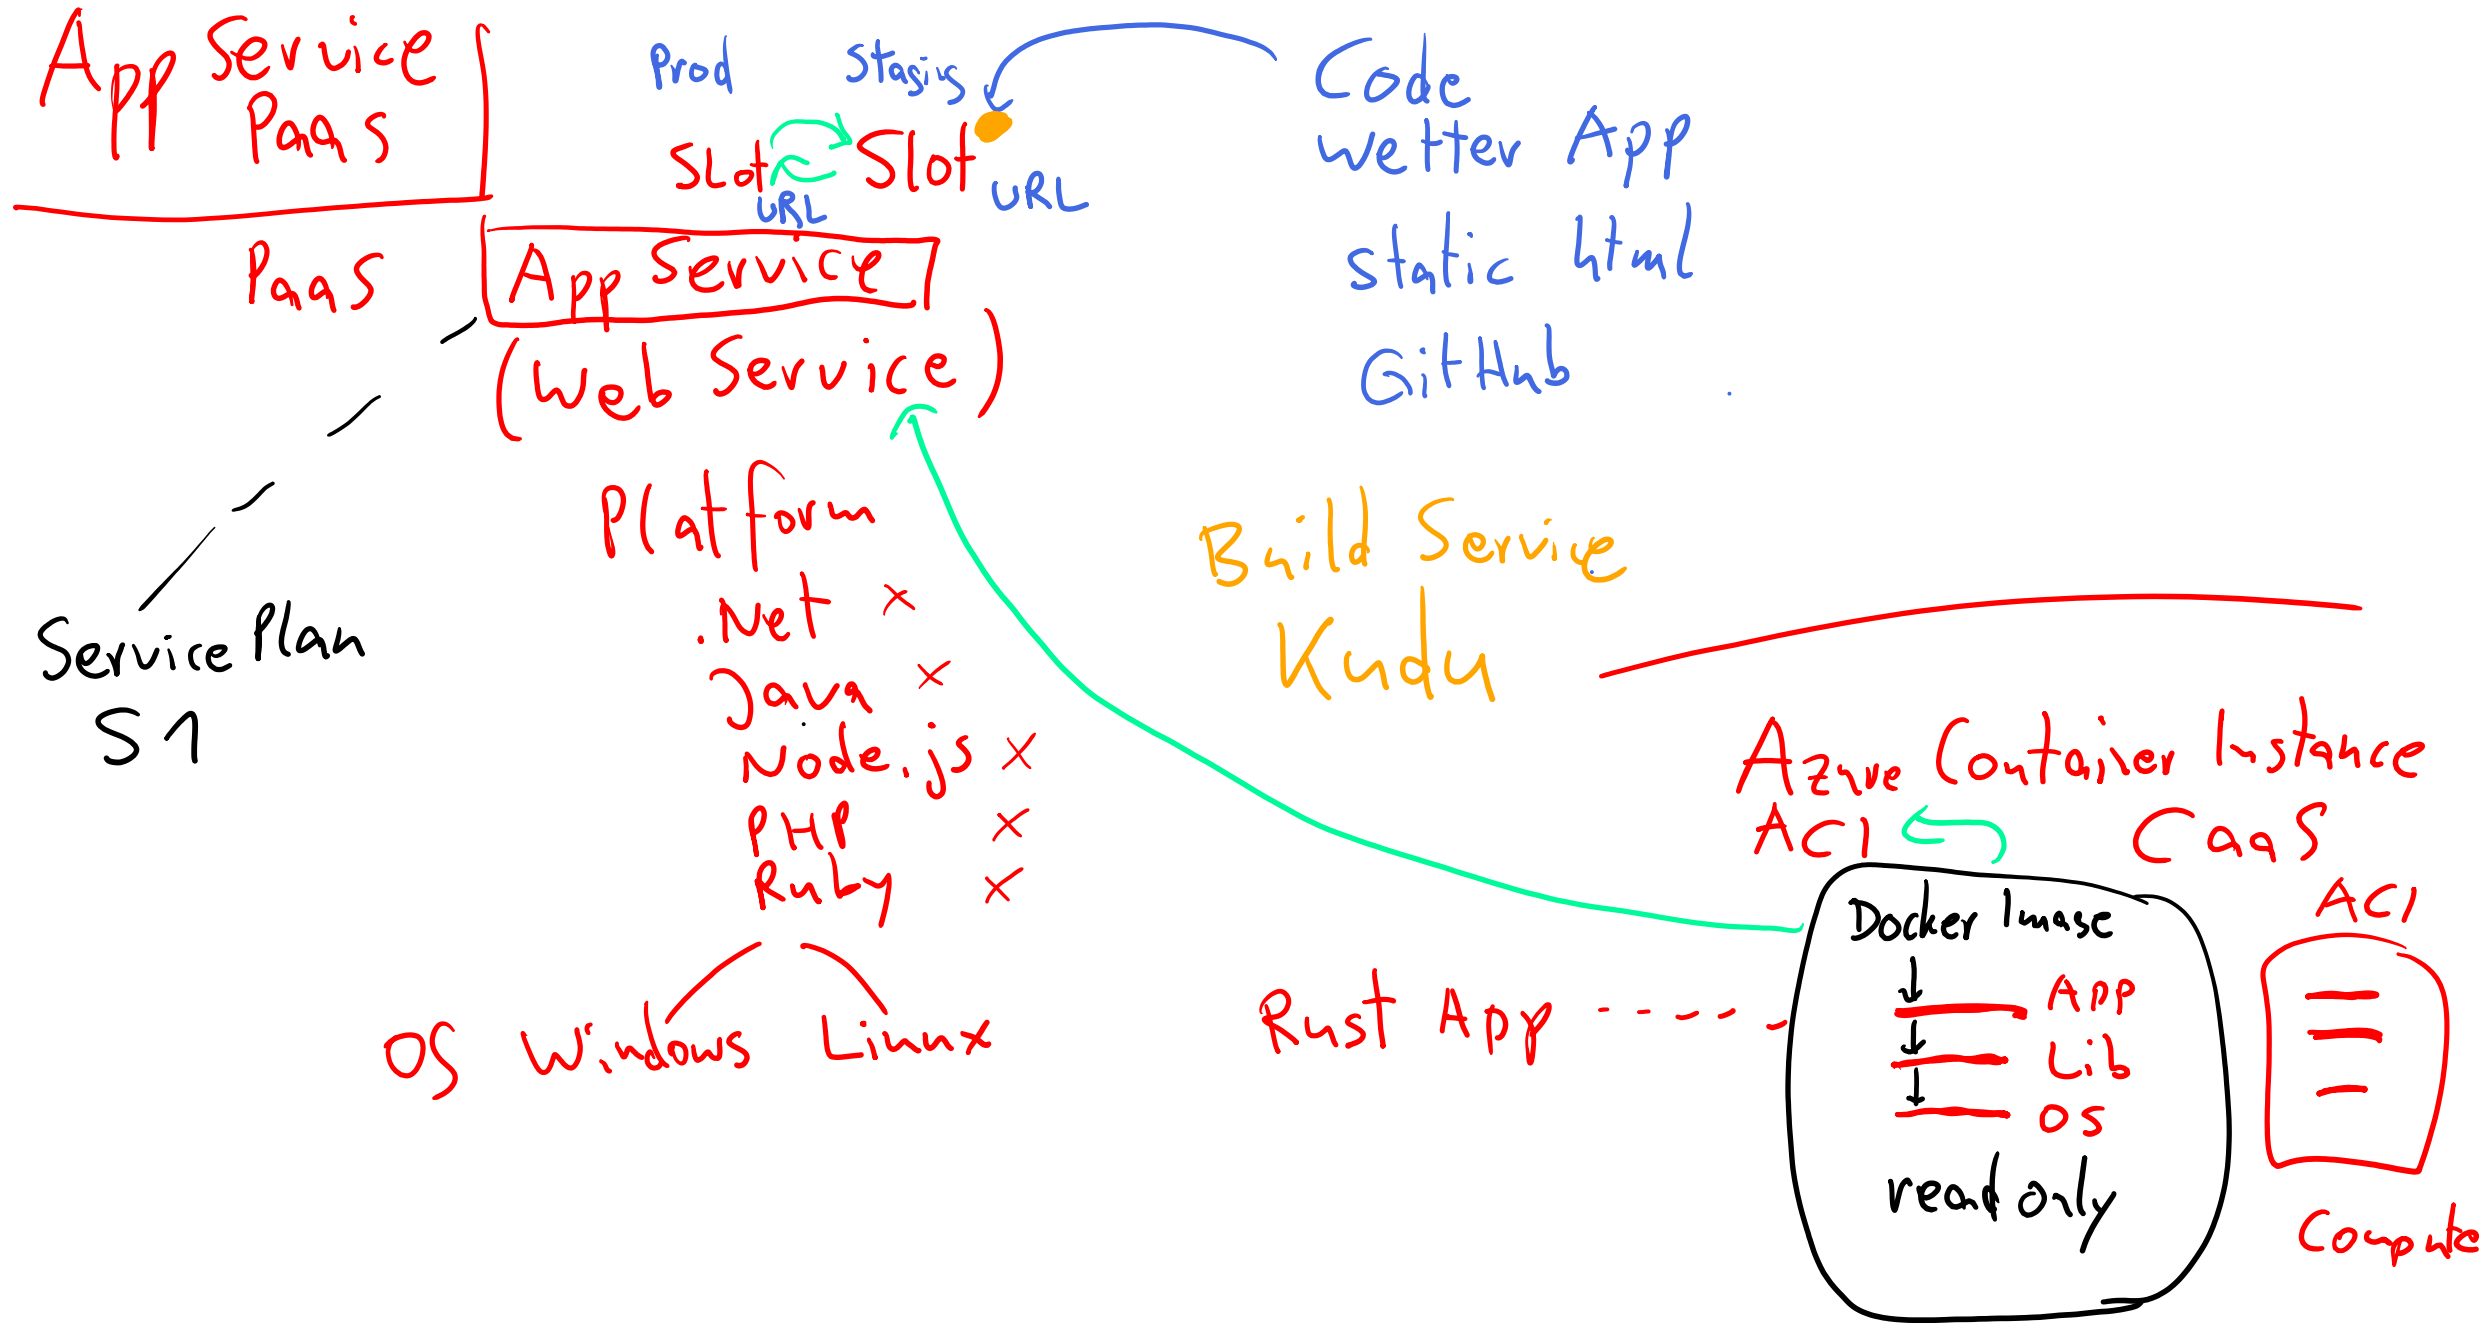 App Service
PaaS
Prod
Stasis
Slot
Slot
URL
URL
Code
Wetter App
static html
GitHub
PaaS
App Service
(Web Service)
Platform
.Net x
Java x
Node.js x
PHP x
Ruby x
OS Windows Linux
Service Plan
S1
Build Service
Kudu
Azure Container Instance
ACI
CaaS
Docker Image
App
Lib
OS
read only
Rust App
ACI
Compute